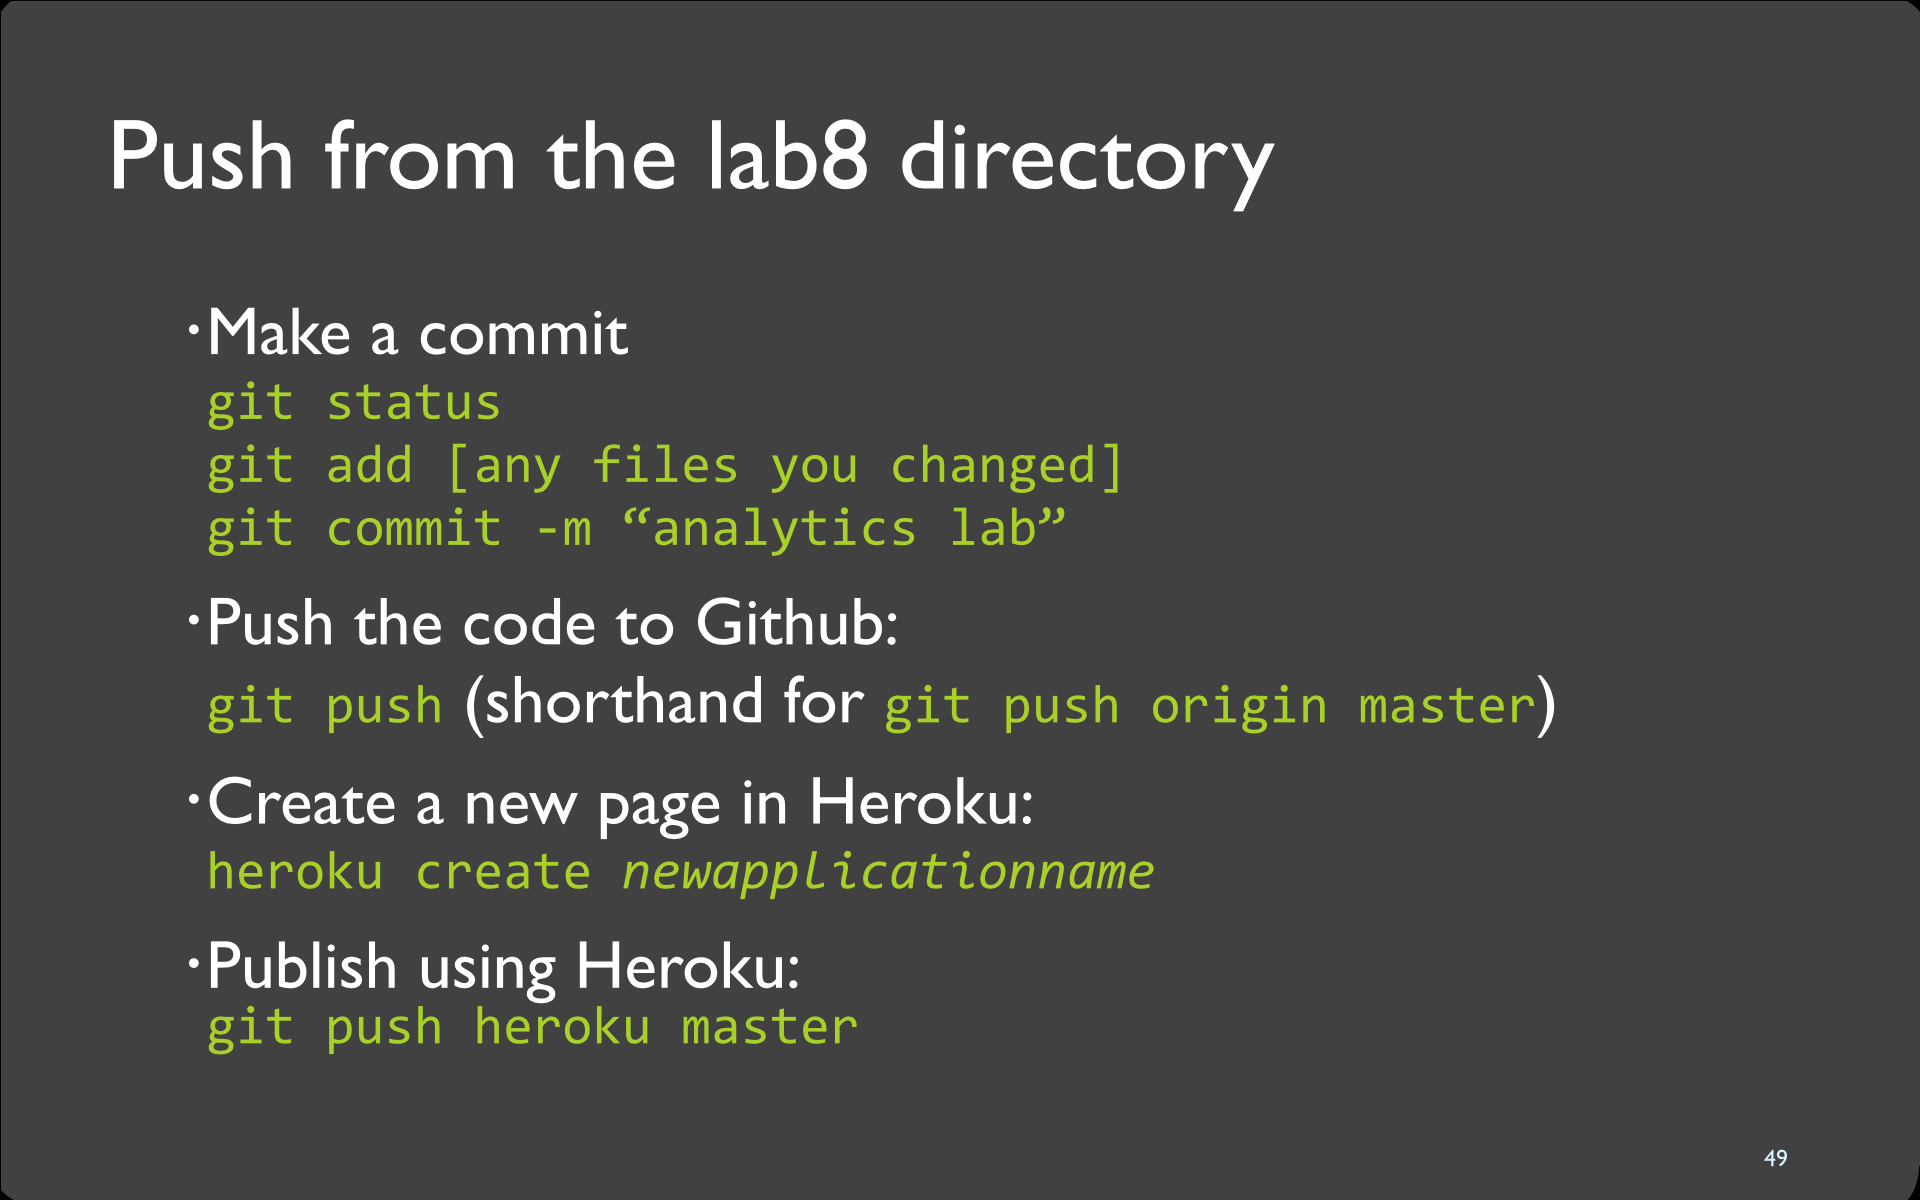 Push from the lab8 directory
·Make a commit
git status
git add [any files you changed]
git commit -m “analytics lab”
·Push the code to Github:
git push (shorthand for git push origin master)
·Create a new page in Heroku:
heroku create newapplicationname
·Publish using Heroku:
git push heroku master
49